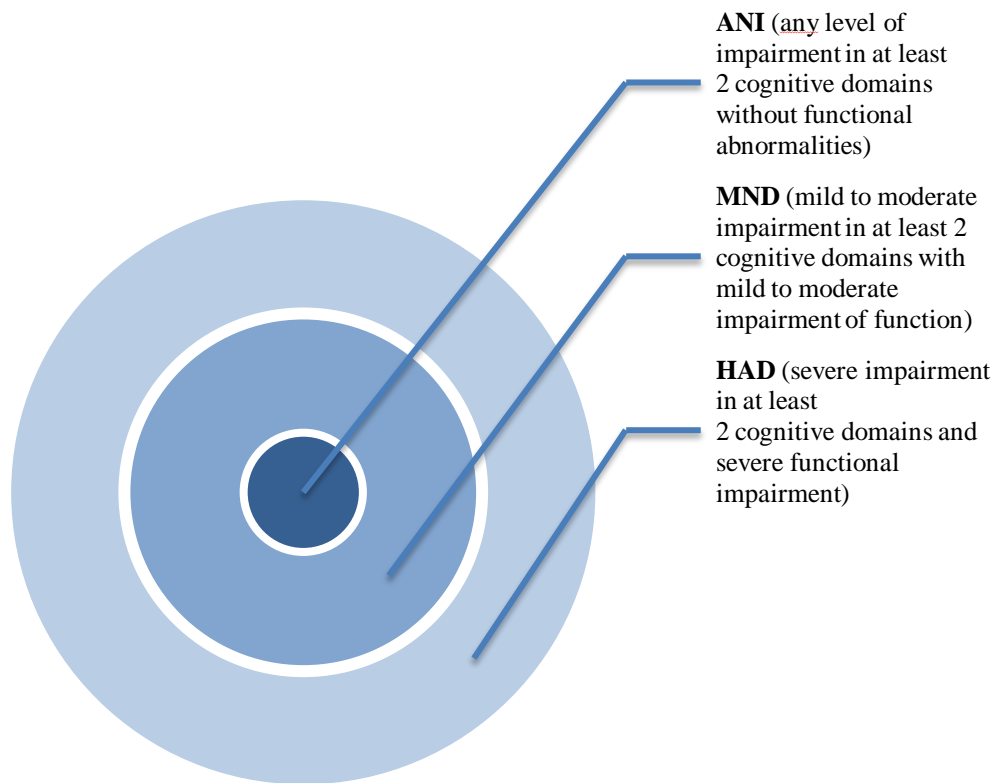 ANI (any level of
impairment in at least
2 cognitive domains
without functional
abnormalities)
MND (mild to moderate
impairment in at least 2
cognitive domains with
mild to moderate
impairment of function)
HAD (severe impairment
in at least
2 cognitive domains and
severe functional
impairment)